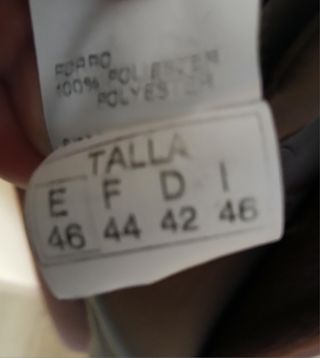 FORRO
100% POLIESTER
POLYESTER
TALLA
E F D I
46 44 42 46